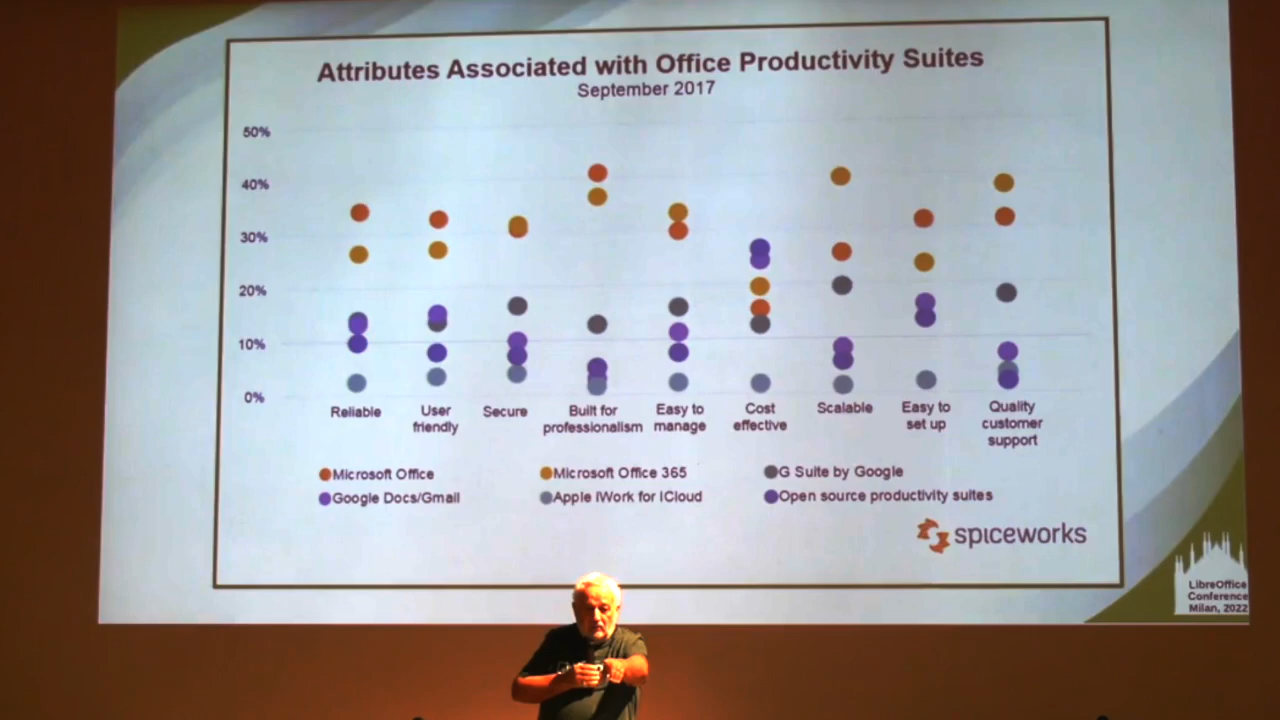 Attributes Associated with Office Productivity Suites
September 2017
50%
40%
30%
20%
10%
0%
Reliable
User
friendly
Secure
Built for
professionalism
Easy to
manage
Cost
effective
Scalable
Easy to
set up
Quality
customer
support
Microsoft Office
Microsoft Office 365
G Suite by Google
Google Docs/Gmail
Apple iWork for iCloud
Open source productivity suites
spiceworks
LibreOffice
Conference
Milan, 2022